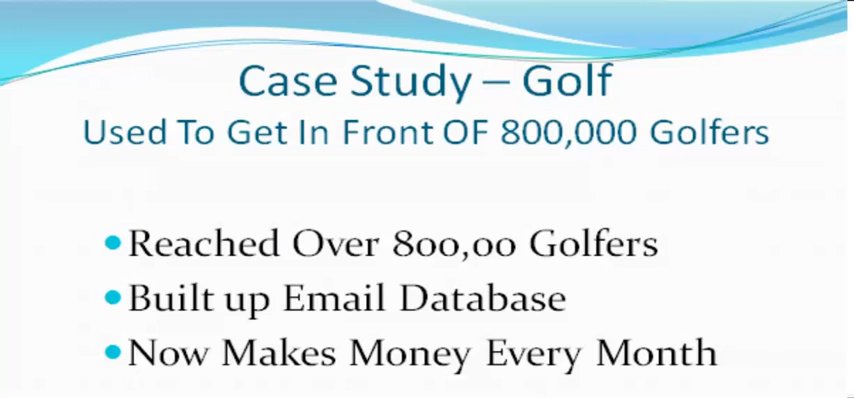 Case Study – Golf
Used To Get In Front OF 800,000 Golfers
•Reached Over 800,00 Golfers
•Built up Email Database
•Now Makes Money Every Month